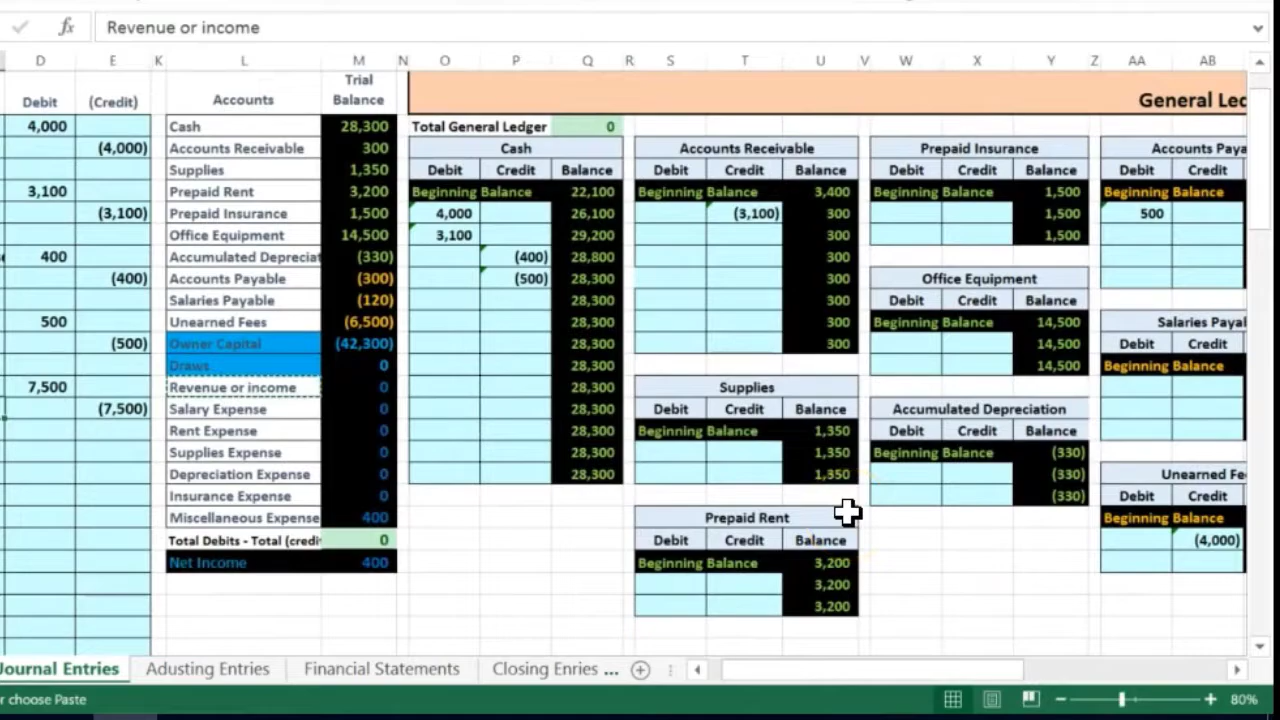 Revenue or income
D E K L M N O P Q R S T U V W X Y Z AA AB
Debit (Credit) Accounts Trial Balance General Led
4,000 Cash 28,300 Total General Ledger 0
(4,000) Accounts Receivable 300 Cash Accounts Receivable Prepaid Insurance Accounts Paya
Supplies 1,350 Debit Credit Balance Debit Credit Balance Debit Credit Balance Debit Credit
3,100 Prepaid Rent 3,200 Beginning Balance 22,100 Beginning Balance 3,400 Beginning Balance 1,500 Beginning Balance
(3,100) Prepaid Insurance 1,500 4,000 26,100 (3,100) 300 1,500 500
Office Equipment 14,500 3,100 29,200 300 1,500
400 Accumulated Depreciat (330) (400) 28,800 300
(400) Accounts Payable (300) (500) 28,300 300 Office Equipment
Salaries Payable (120) 28,300 300 Debit Credit Balance
500 Unearned Fees (6,500) 28,300 300 Beginning Balance 14,500 Salaries Payal
(500) Owner Capital (42,300) 28,300 300 14,500 Debit Credit
Draws 0 28,300 14,500 Beginning Balance
7,500 Revenue or income 0 28,300 Supplies
(7,500) Salary Expense 0 28,300 Debit Credit Balance Accumulated Depreciation
Rent Expense 0 28,300 Beginning Balance 1,350 Debit Credit Balance
Supplies Expense 0 28,300 1,350 Beginning Balance (330)
Depreciation Expense 0 28,300 1,350 (330) Unearned Fe
Insurance Expense 0 (330) Debit Credit
Miscellaneous Expense 400 Prepaid Rent Beginning Balance
Total Debits - Total (credi 0 Debit Credit Balance (4,000)
Net Income 400 Beginning Balance 3,200
3,200
3,200
Journal Entries Adusting Entries Financial Statements Closing Enries ...
r choose Paste 80%